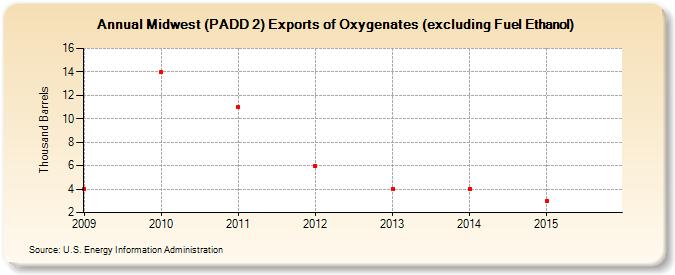 Annual Midwest (PADD 2) Exports of Oxygenates (excluding Fuel Ethanol)
Thousand Barrels
16
14
12
10
8
6
4
2
2009 2010 2011 2012 2013 2014 2015
Source: U.S. Energy Information Administration